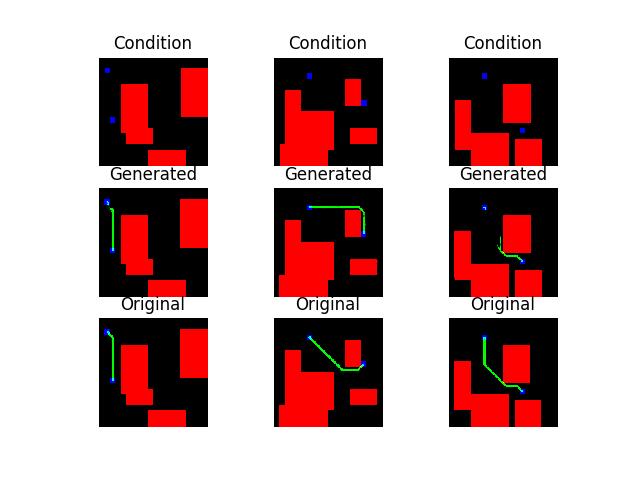 Condition Condition Condition
Generated Generated Generated
Original Original Original